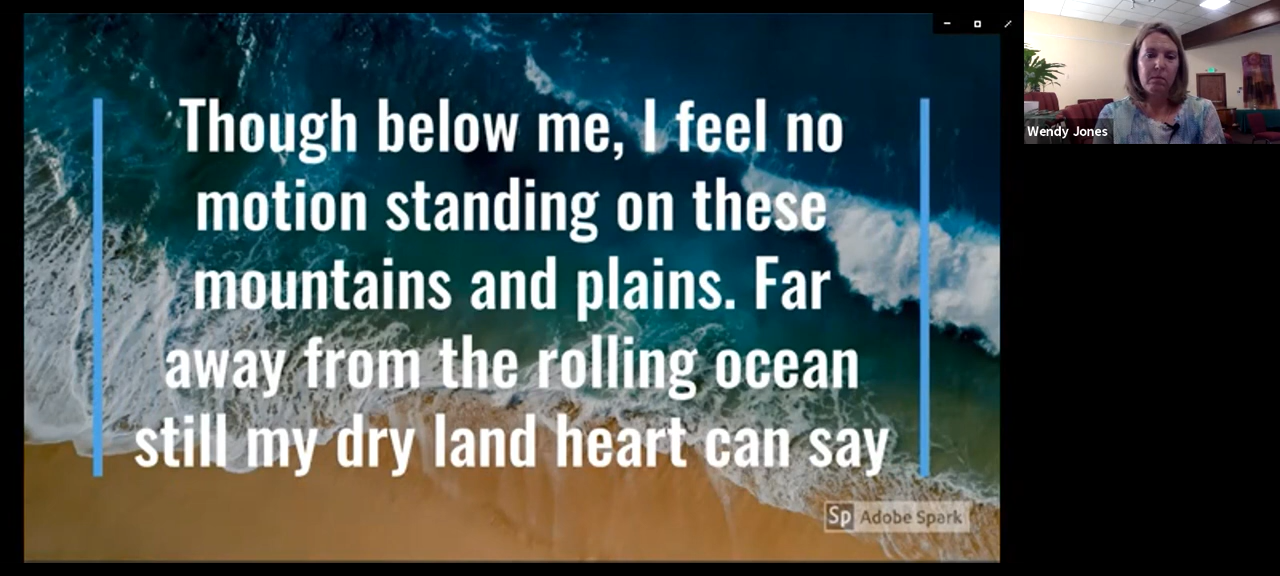 Though below me, I feel no
motion standing on these
mountains and plains. Far
away from the rolling ocean
still my dry land heart can say
Sp Adobe Spark
Wendy Jones